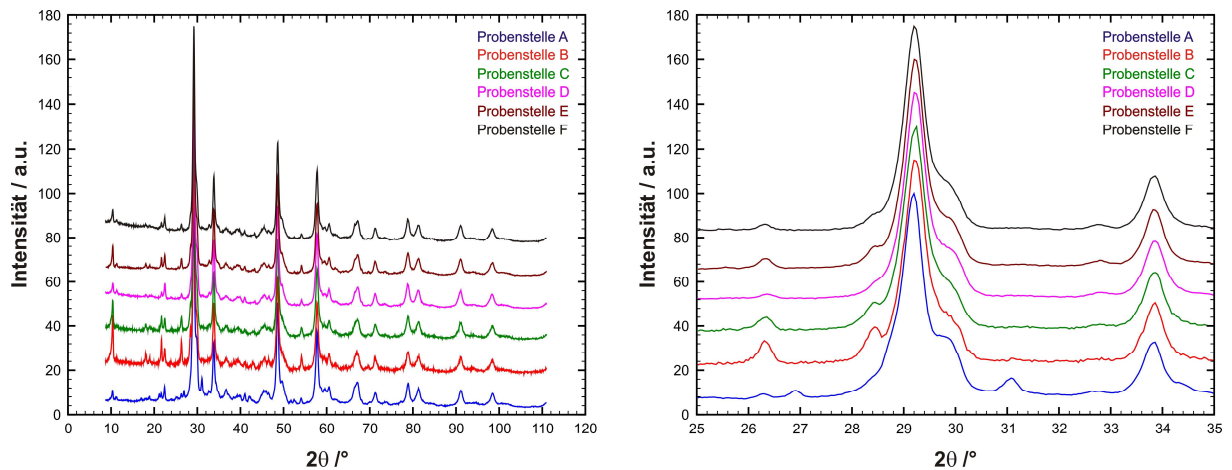 180
160
140
120
100
80
60
40
20
0
Intensität / a.u.
Probenstelle A
Probenstelle B
Probenstelle C
Probenstelle D
Probenstelle E
Probenstelle F
0 10 20 30 40 50 60 70 80 90 100 110 120
2θ /°
180
160
140
120
100
80
60
40
20
0
Intensität / a.u.
Probenstelle A
Probenstelle B
Probenstelle C
Probenstelle D
Probenstelle E
Probenstelle F
25 26 27 28 29 30 31 32 33 34 35
2θ /°